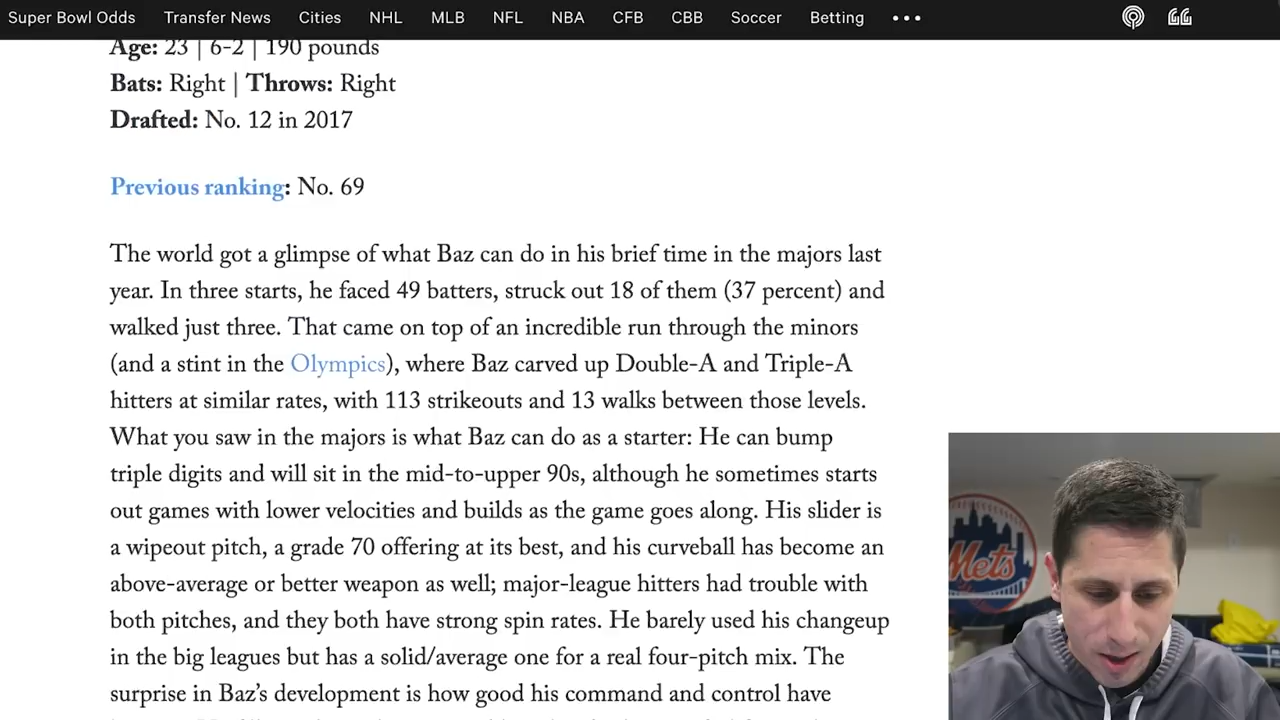 Super Bowl Odds Transfer News Cities NHL MLB NFL NBA CFB CBB Soccer Betting
Age: 23 | 6-2 | 190 pounds
Bats: Right | Throws: Right
Drafted: No. 12 in 2017
Previous ranking: No. 69
The world got a glimpse of what Baz can do in his brief time in the majors last
year. In three starts, he faced 49 batters, struck out 18 of them (37 percent) and
walked just three. That came on top of an incredible run through the minors
(and a stint in the Olympics), where Baz carved up Double-A and Triple-A
hitters at similar rates, with 113 strikeouts and 13 walks between those levels.
What you saw in the majors is what Baz can do as a starter: He can bump
triple digits and will sit in the mid-to-upper 90s, although he sometimes starts
out games with lower velocities and builds as the game goes along. His slider is
a wipeout pitch, a grade 70 offering at its best, and his curveball has become an
above-average or better weapon as well; major-league hitters had trouble with
both pitches, and they both have strong spin rates. He barely used his changeup
in the big leagues but has a solid/average one for a real four-pitch mix. The
surprise in Baz’s development is how good his command and control have
Mets